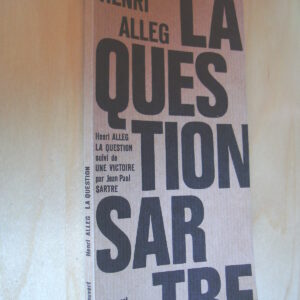 HENRI
ALLEG
LA
QUES
TION
SAR
TRE
Henri ALLEG
LA QUESTION
suivi de
UNE VICTOIRE
par Jean Paul
SARTRE
Henri ALLEG LA QUESTION